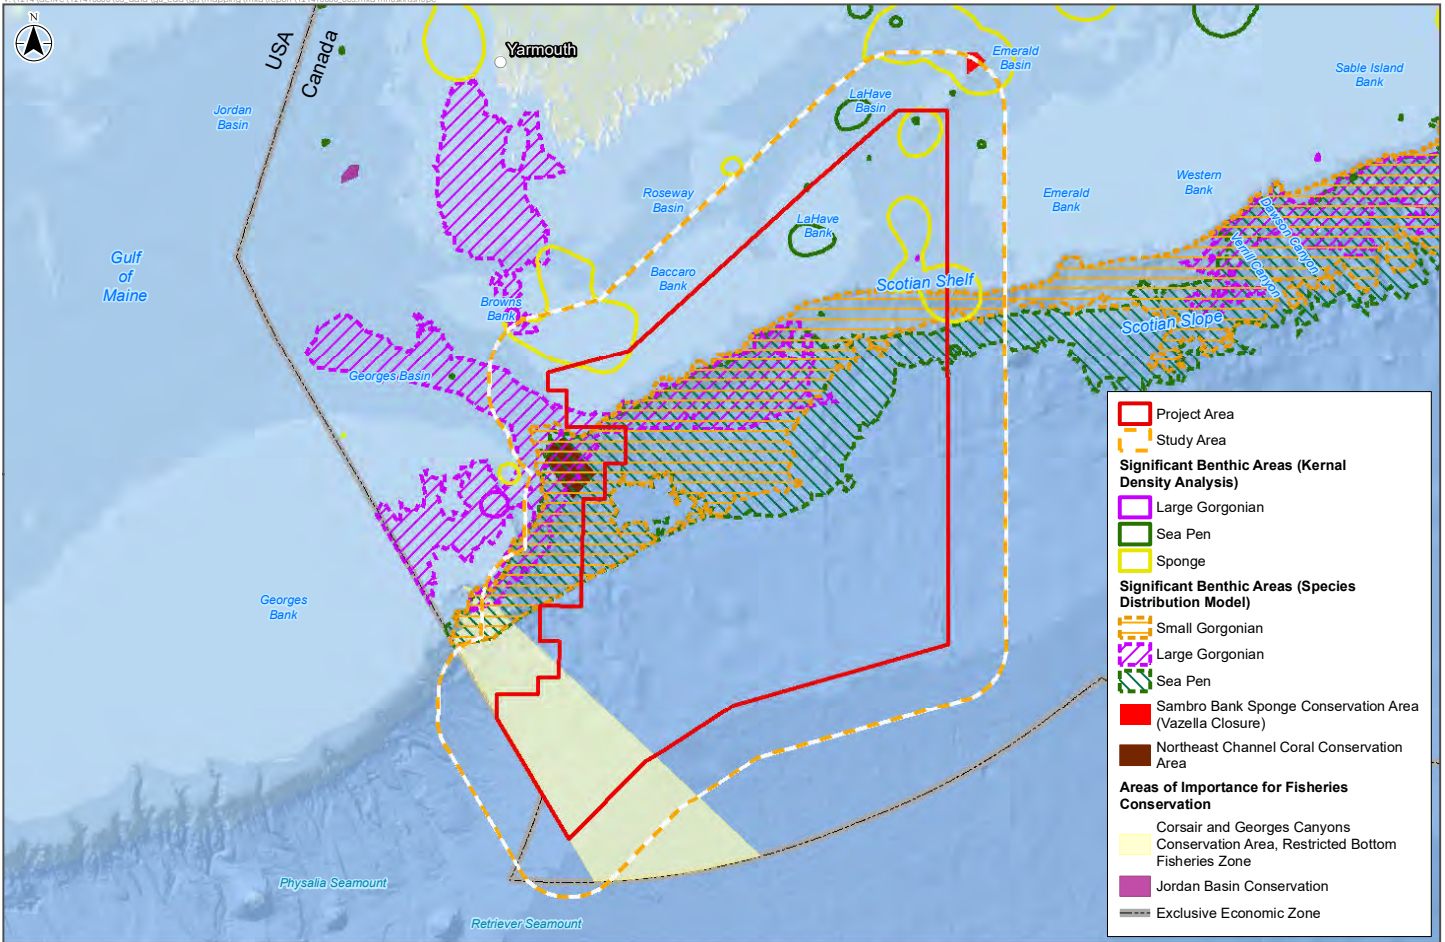 N
USA
Canada
Yarmouth
Emerald
Basin
Sable Island
Bank
Jordan
Basin
LaHave
Basin
Western
Bank
Roseway
Basin
Emerald
Bank
Dawson Canyon
Verrill Canyon
LaHave
Bank
Gulf
of
Maine
Baccaro
Bank
Scotian Shelf
Browns
Bank
Scotian Slope
Georges Basin
Georges
Bank
Physalia Seamount
Retriever Seamount
Project Area
Study Area
Significant Benthic Areas (Kernal
Density Analysis)
Large Gorgonian
Sea Pen
Sponge
Significant Benthic Areas (Species
Distribution Model)
Small Gorgonian
Large Gorgonian
Sea Pen
Sambro Bank Sponge Conservation Area
(Vazella Closure)
Northeast Channel Coral Conservation
Area
Areas of Importance for Fisheries
Conservation
Corsair and Georges Canyons
Conservation Area, Restricted Bottom
Fisheries Zone
Jordan Basin Conservation
Exclusive Economic Zone